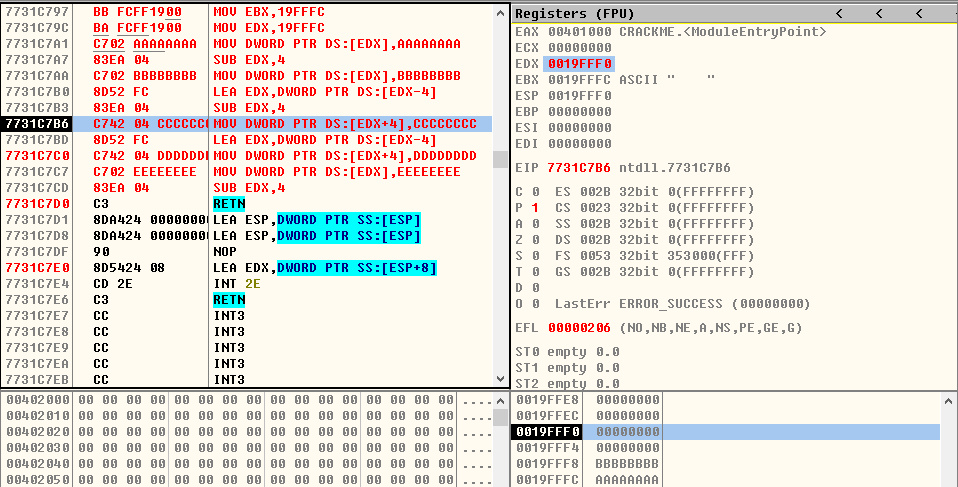 7731C797 BB FCFF1900 MOV EBX,19FFFC
7731C79C BA FCFF1900 MOV EDX,19FFFC
7731C7A1 C702 AAAAAAAA MOV DWORD PTR DS:[EDX],AAAAAAAA
7731C7A7 83EA 04 SUB EDX,4
7731C7AA C702 BBBBBBBB MOV DWORD PTR DS:[EDX],BBBBBBBB
7731C7B0 8D52 FC LEA EDX,DWORD PTR DS:[EDX-4]
7731C7B3 83EA 04 SUB EDX,4
7731C7B6 C742 04 CCCCCC MOV DWORD PTR DS:[EDX+4],CCCCCCCC
7731C7BD 8D52 FC LEA EDX,DWORD PTR DS:[EDX-4]
7731C7C0 C742 04 DDDDDD MOV DWORD PTR DS:[EDX+4],DDDDDDDD
7731C7C7 C702 EEEEEEEE MOV DWORD PTR DS:[EDX],EEEEEEEE
7731C7CD 83EA 04 SUB EDX,4
7731C7D0 C3 RETN
7731C7D1 8DA424 0000000 LEA ESP,DWORD PTR SS:[ESP]
7731C7D8 8DA424 0000000 LEA ESP,DWORD PTR SS:[ESP]
7731C7DF 90 NOP
7731C7E0 8D5424 08 LEA EDX,DWORD PTR SS:[ESP+8]
7731C7E4 CD 2E INT 2E
7731C7E6 C3 RETN
7731C7E7 CC INT3
7731C7E8 CC INT3
7731C7E9 CC INT3
7731C7EA CC INT3
7731C7EB CC INT3
Registers (FPU) < < <
EAX 00401000 CRACKME.<ModuleEntryPoint>
ECX 00000000
EDX 0019FFF0
EBX 0019FFFC ASCII "    "
ESP 0019FFF0
EBP 00000000
ESI 00000000
EDI 00000000
EIP 7731C7B6 ntdll.7731C7B6
C 0 ES 002B 32bit 0(FFFFFFFF)
P 1 CS 0023 32bit 0(FFFFFFFF)
A 0 SS 002B 32bit 0(FFFFFFFF)
Z 0 DS 002B 32bit 0(FFFFFFFF)
S 0 FS 0053 32bit 353000(FFF)
T 0 GS 002B 32bit 0(FFFFFFFF)
D 0
O 0 LastErr ERROR_SUCCESS (00000000)
EFL 00000206 (NO,NB,NE,A,NS,PE,GE,G)
ST0 empty 0.0
ST1 empty 0.0
ST2 empty 0.0
00402000 00 00 00 00 00 00 00 00 00 00 00 00 00 00 00 00 ....
00402010 00 00 00 00 00 00 00 00 00 00 00 00 00 00 00 00 ....
00402020 00 00 00 00 00 00 00 00 00 00 00 00 00 00 00 00 ....
00402030 00 00 00 00 00 00 00 00 00 00 00 00 00 00 00 00 ....
00402040 00 00 00 00 00 00 00 00 00 00 00 00 00 00 00 00 ....
00402050 00 00 00 00 00 00 00 00 00 00 00 00 00 00 00 00 ....
0019FFE8 00000000
0019FFEC 00000000
0019FFF0 00000000
0019FFF4 00000000
0019FFF8 BBBBBBBB
0019FFFC AAAAAAAA